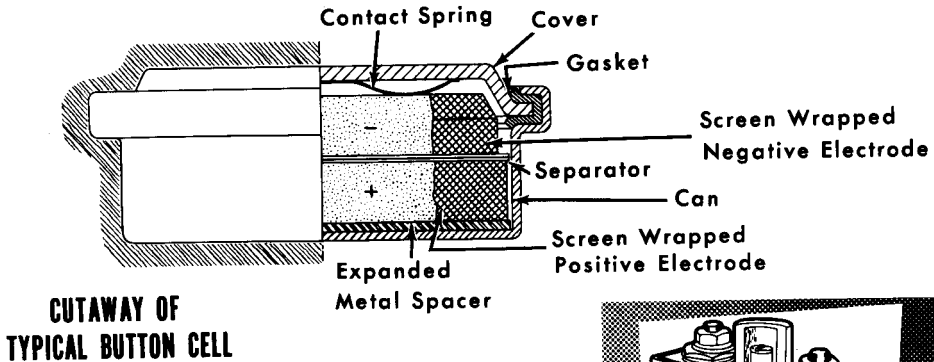 Contact Spring
Cover
Gasket
Screen Wrapped
Negative Electrode
Separator
Can
Screen Wrapped
Positive Electrode
Expanded
Metal Spacer
-
+
CUTAWAY OF
TYPICAL BUTTON CELL